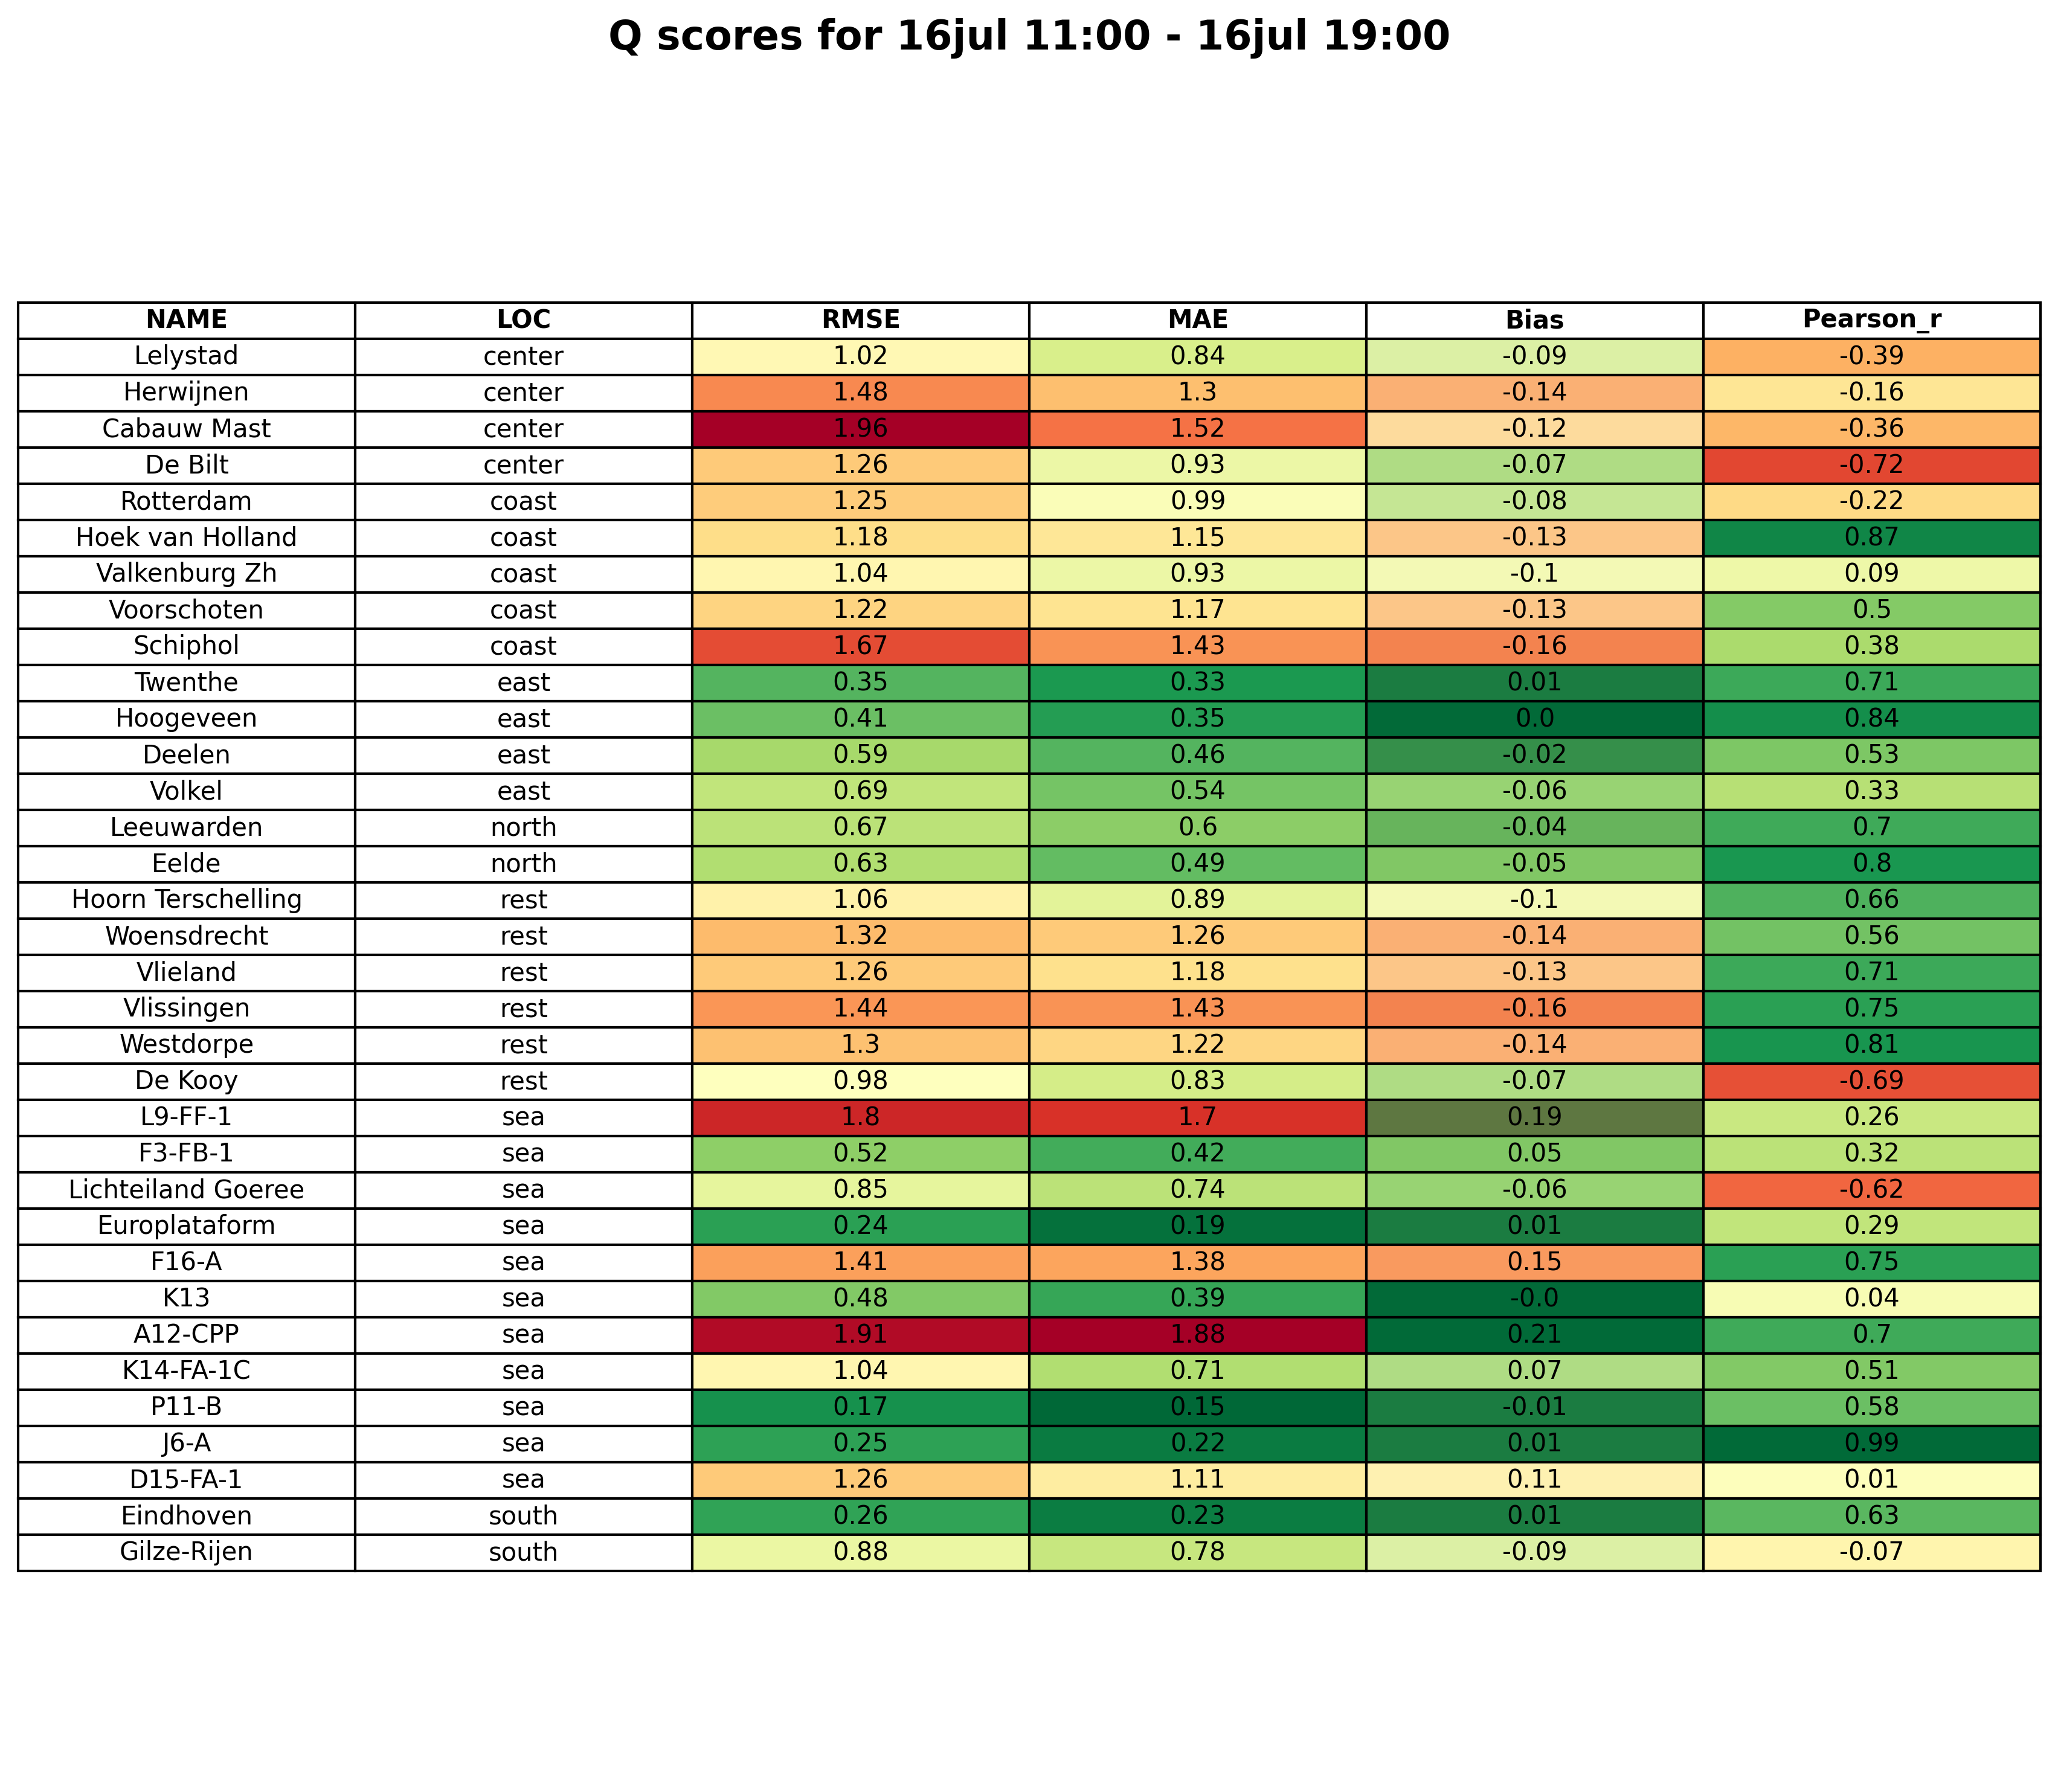 Q scores for 16jul 11:00 - 16jul 19:00
NAME LOC RMSE MAE Bias Pearson_r
Lelystad center 1.02 0.84 -0.09 -0.39
Herwijnen center 1.48 1.3 -0.14 -0.16
Cabauw Mast center 1.96 1.52 -0.12 -0.36
De Bilt center 1.26 0.93 -0.07 -0.72
Rotterdam coast 1.25 0.99 -0.08 -0.22
Hoek van Holland coast 1.18 1.15 -0.13 0.87
Valkenburg Zh coast 1.04 0.93 -0.1 0.09
Voorschoten coast 1.22 1.17 -0.13 0.5
Schiphol coast 1.67 1.43 -0.16 0.38
Twenthe east 0.35 0.33 0.01 0.71
Hoogeveen east 0.41 0.35 0.0 0.84
Deelen east 0.59 0.46 -0.02 0.53
Volkel east 0.69 0.54 -0.06 0.33
Leeuwarden north 0.67 0.6 -0.04 0.7
Eelde north 0.63 0.49 -0.05 0.8
Hoorn Terschelling rest 1.06 0.89 -0.1 0.66
Woensdrecht rest 1.32 1.26 -0.14 0.56
Vlieland rest 1.26 1.18 -0.13 0.71
Vlissingen rest 1.44 1.43 -0.16 0.75
Westdorpe rest 1.3 1.22 -0.14 0.81
De Kooy rest 0.98 0.83 -0.07 -0.69
L9-FF-1 sea 1.8 1.7 0.19 0.26
F3-FB-1 sea 0.52 0.42 0.05 0.32
Lichteiland Goeree sea 0.85 0.74 -0.06 -0.62
Europlataform sea 0.24 0.19 0.01 0.29
F16-A sea 1.41 1.38 0.15 0.75
K13 sea 0.48 0.39 -0.0 0.04
A12-CPP sea 1.91 1.88 0.21 0.7
K14-FA-1C sea 1.04 0.71 0.07 0.51
P11-B sea 0.17 0.15 -0.01 0.58
J6-A sea 0.25 0.22 0.01 0.99
D15-FA-1 sea 1.26 1.11 0.11 0.01
Eindhoven south 0.26 0.23 0.01 0.63
Gilze-Rijen south 0.88 0.78 -0.09 -0.07